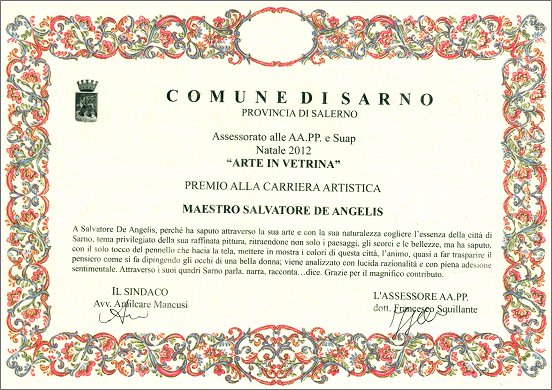 COMUNE DI SARNO
PROVINCIA DI SALERNO
Assessorato alle AA.PP. e Suap
Natale 2012
“ARTE IN VETRINA”
PREMIO ALLA CARRIERA ARTISTICA
MAESTRO SALVATORE DE ANGELIS
A Salvatore De Angelis, perché ha saputo attraverso la sua arte e con la sua naturalezza cogliere l'essenza della città di
Sarno, tema privilegiato della sua raffinata pittura, ritraendone non solo i paesaggi, gli scorci e le bellezze, ma ha saputo,
con il solo tocco del pennello che bacia la tela, mettere in mostra i colori di questa città, l'animo, quasi a far trasparire il
pensiero come si fa dipingendo gli occhi di una bella donna; viene analizzato con lucida razionalità e con piena adesione
sentimentale. Attraverso i suoi quadri Sarno parla, narra, racconta…dice. Grazie per il magnifico contributo.
IL SINDACO
Avv. Amilcare Mancusi
L'ASSESSORE AA.PP.
dott. Francesco Squillante